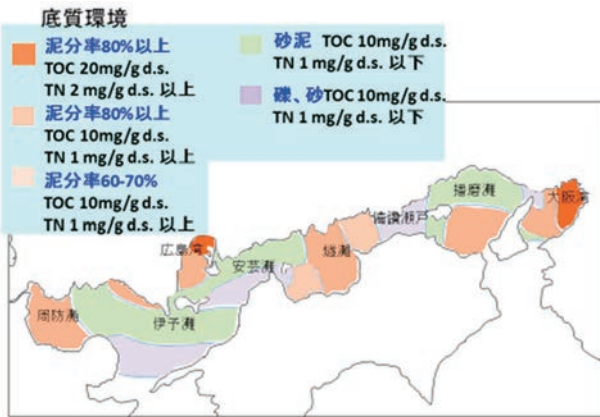 底質環境
泥分率80%以上
TOC 20mg/g d.s.
TN 2 mg/g d.s. 以上
泥分率80%以上
TOC 10mg/g d.s.
TN 1 mg/g d.s. 以上
泥分率60-70%
TOC 10mg/g d.s.
TN 1 mg/g d.s. 以上
砂泥 TOC 10mg/g d.s.
TN 1 mg/g d.s. 以下
礫、砂TOC 10mg/g d.s.
TN 1 mg/g d.s. 以下
播磨灘
大阪湾
備讃瀬戸
広島湾
安芸灘
燧灘
周防灘
伊予灘